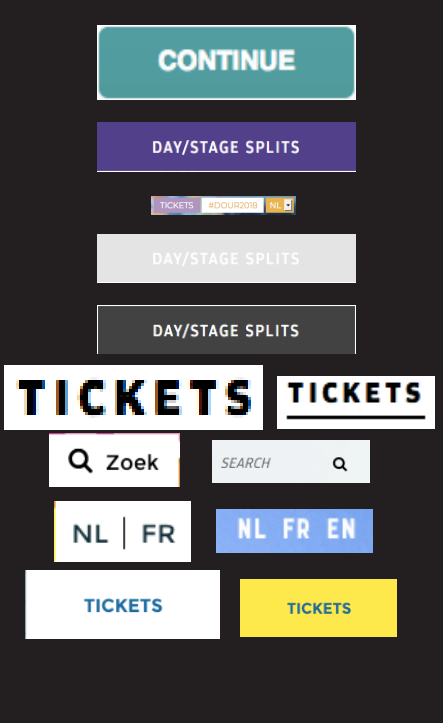 CONTINUE
DAY/STAGE SPLITS
TICKETS #DOUR2018 NL
DAY/STAGE SPLITS
DAY/STAGE SPLITS
TICKETS TICKETS
Zoek SEARCH
NL | FR NL FR EN
TICKETS TICKETS